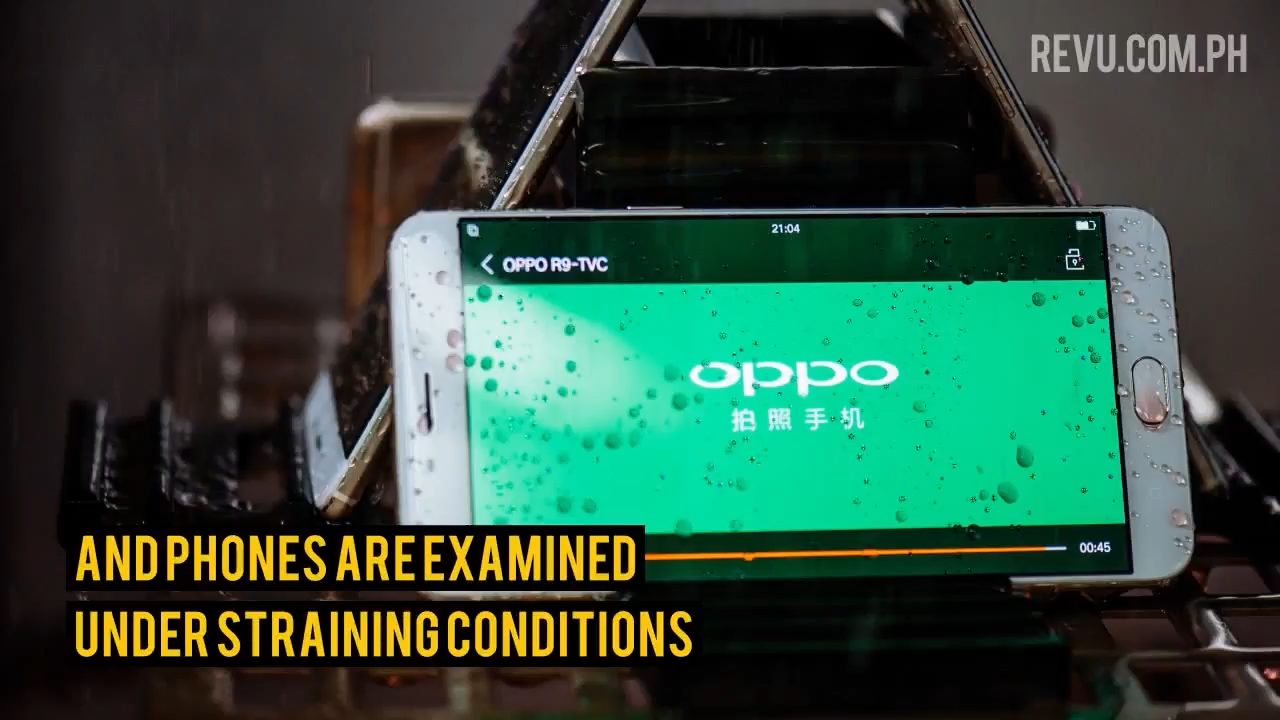 REVU.COM.PH
21:04
OPPO R9-TVC
oppo
拍照手机
00:45
AND PHONES ARE EXAMINED
UNDER STRAINING CONDITIONS